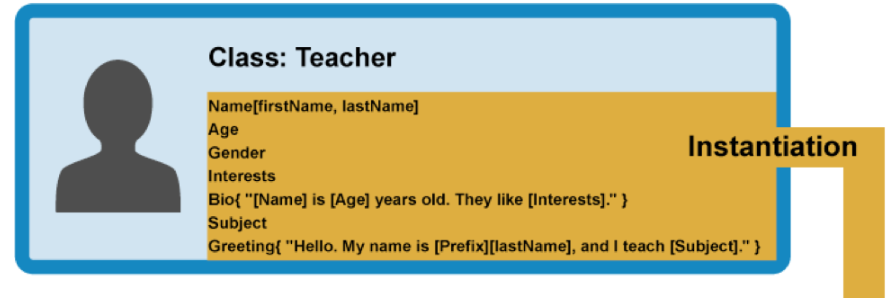 Class: Teacher
Name[firstName, lastName]
Age
Gender
Interests
Bio{ "[Name] is [Age] years old. They like [Interests]." }
Subject
Greeting{ "Hello. My name is [Prefix][lastName], and I teach [Subject]." }
Instantiation